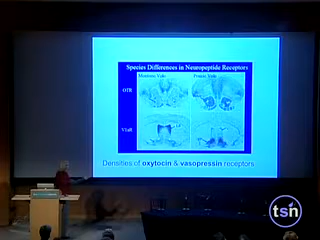 Species Differences in Neuropeptide Receptors
Montane Vole Prairie Vole
OTR
V1aR
Densities of oxytocin & vasopressin receptors
tsn